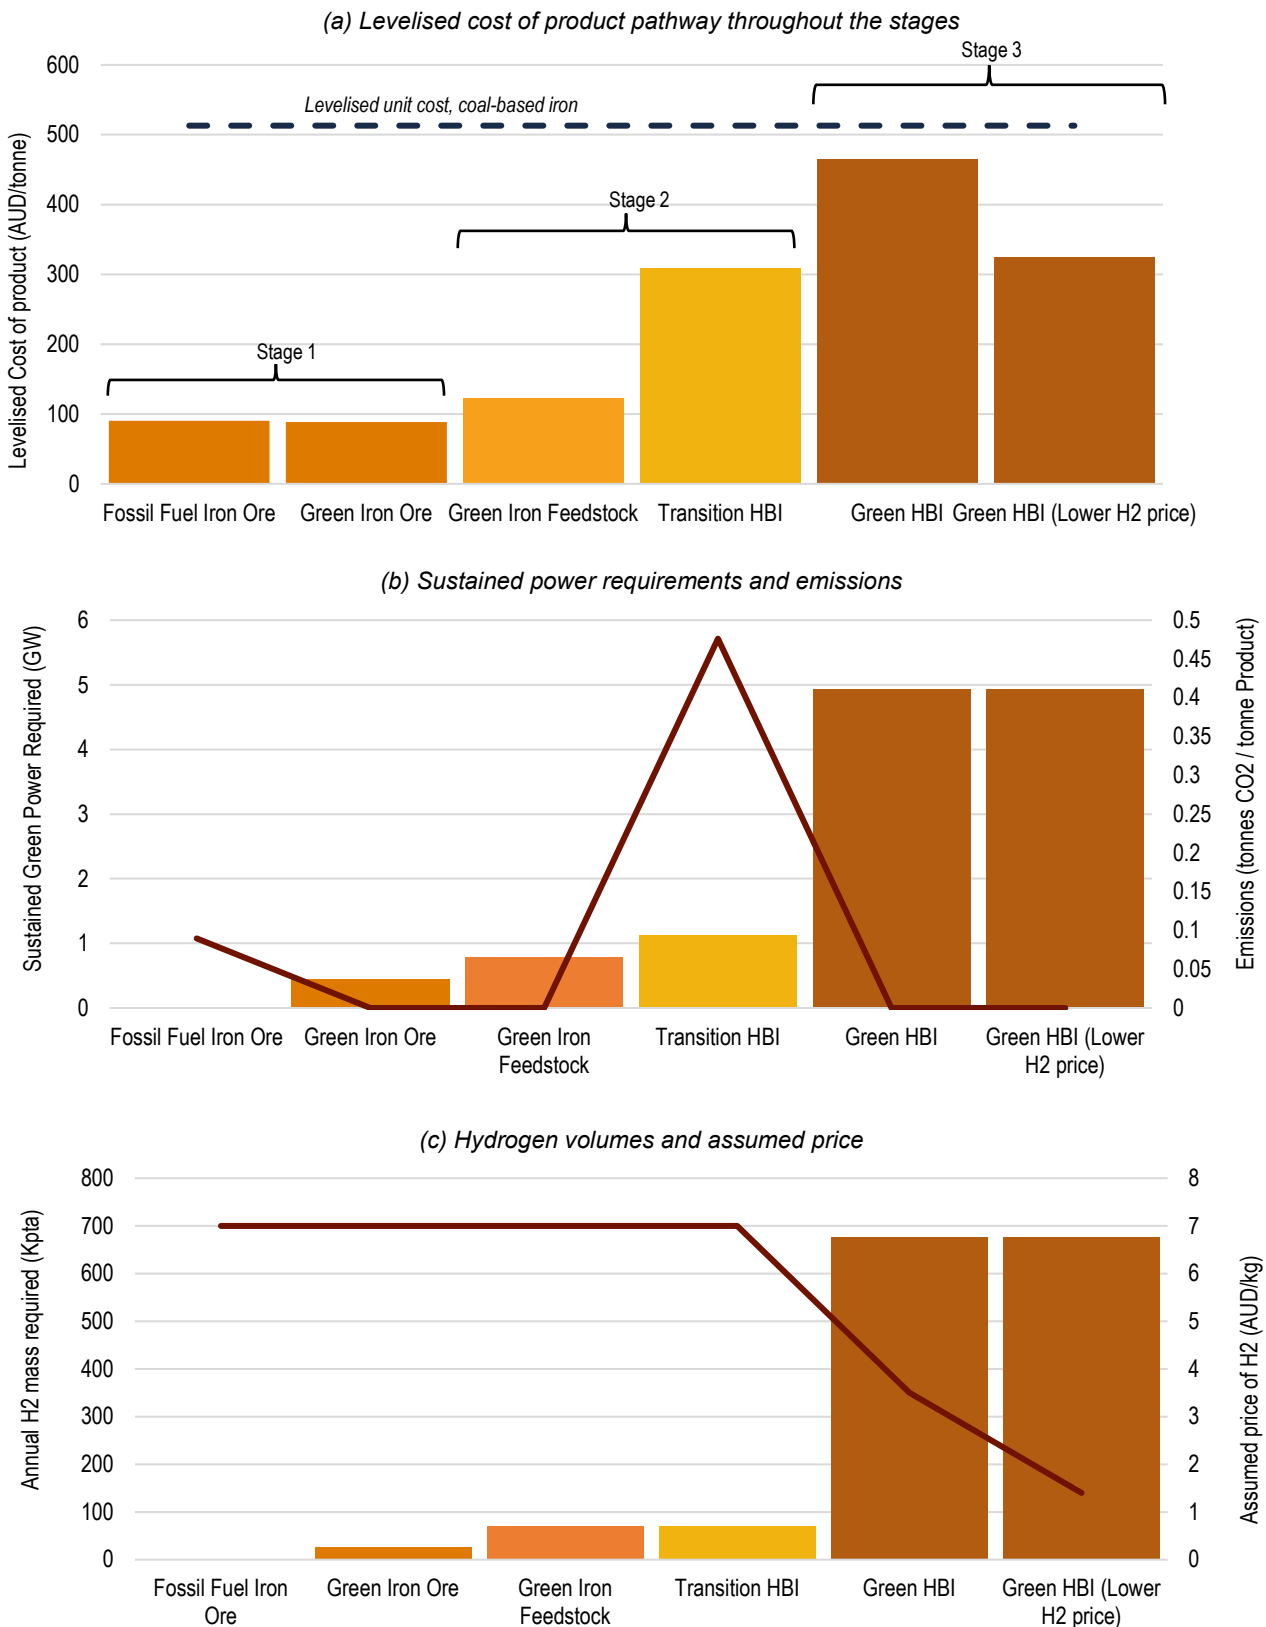 (a) Levelised cost of product pathway throughout the stages
Stage 3
600
Levelised unit cost, coal-based iron
500
Stage 2
400
300
Stage 1
200
100
0
Levelised Cost of product (AUD/tonne)
Fossil Fuel Iron Ore
Green Iron Ore
Green Iron Feedstock
Transition HBI
Green HBI
Green HBI (Lower H2 price)
(b) Sustained power requirements and emissions
6
5
4
3
2
1
0
Sustained Green Power Required (GW)
0.5
0.45
0.4
0.35
0.3
0.25
0.2
0.15
0.1
0.05
0
Emissions (tonnes CO2 / tonne Product)
Fossil Fuel Iron Ore
Green Iron Ore
Green Iron
Feedstock
Transition HBI
Green HBI
Green HBI (Lower
H2 price)
(c) Hydrogen volumes and assumed price
800
700
600
500
400
300
200
100
0
Annual H2 mass required (Kpta)
8
7
6
5
4
3
2
1
0
Assumed price of H2 (AUD/kg)
Fossil Fuel Iron
Ore
Green Iron Ore
Green Iron
Feedstock
Transition HBI
Green HBI
Green HBI (Lower
H2 price)